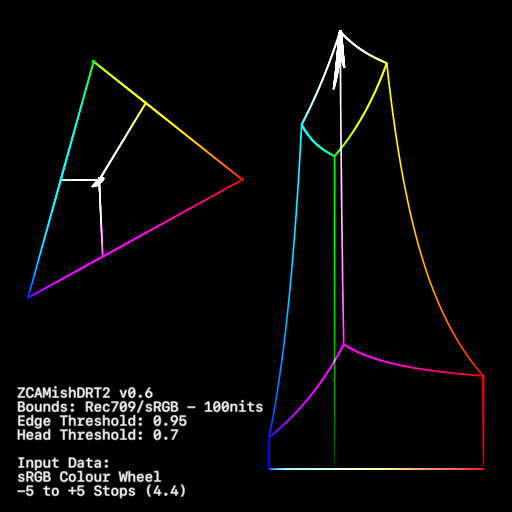 ZCAMishDRT2 v0.6
Bounds: Rec709/sRGB - 100nits
Edge Threshold: 0.95
Head Threshold: 0.7
Input Data:
sRGB Colour Wheel
-5 to +5 Stops (4.4)